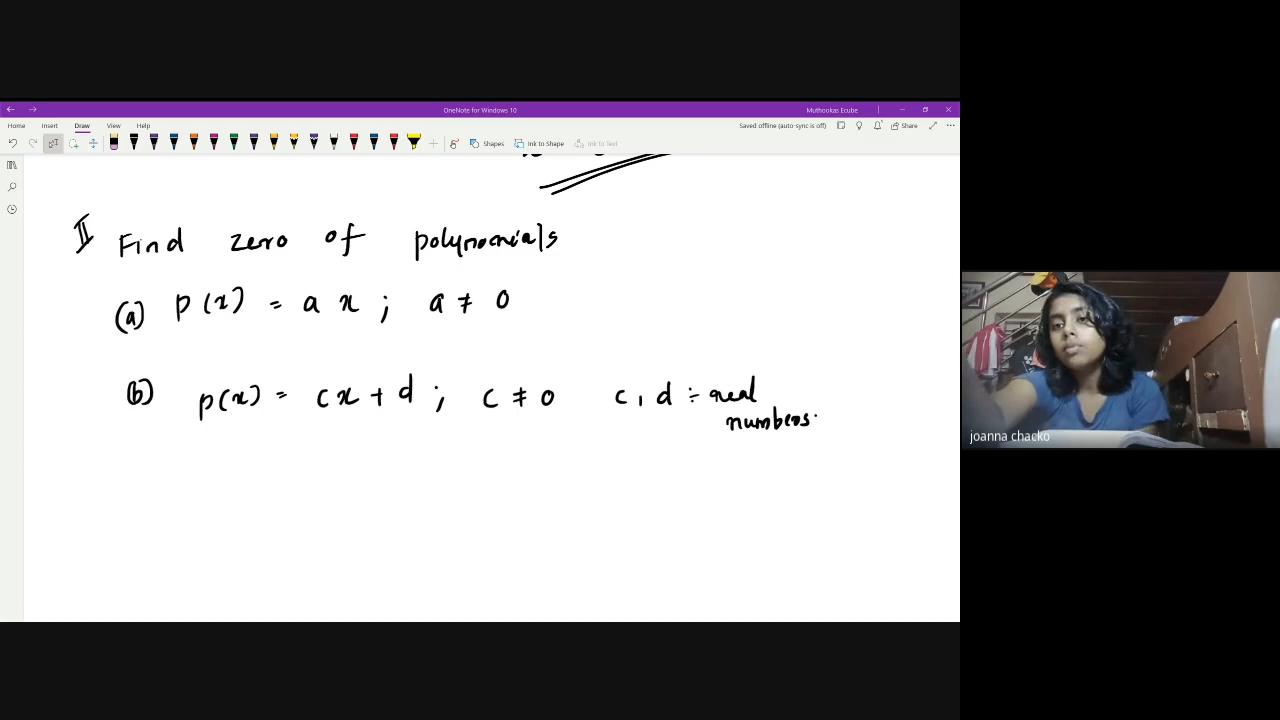 OneNote for Windows 10
Muthookas Ecube
Home Insert Draw View Help
Saved offline (auto-sync is off) Share
Shapes Ink to Shape Ink to Text
II Find zero of polynomials
(a) p(x) = ax ; a ≠ 0
(b) p(x) = cx + d ; c ≠ 0 c, d ÷ real
numbers.
joanna chacko